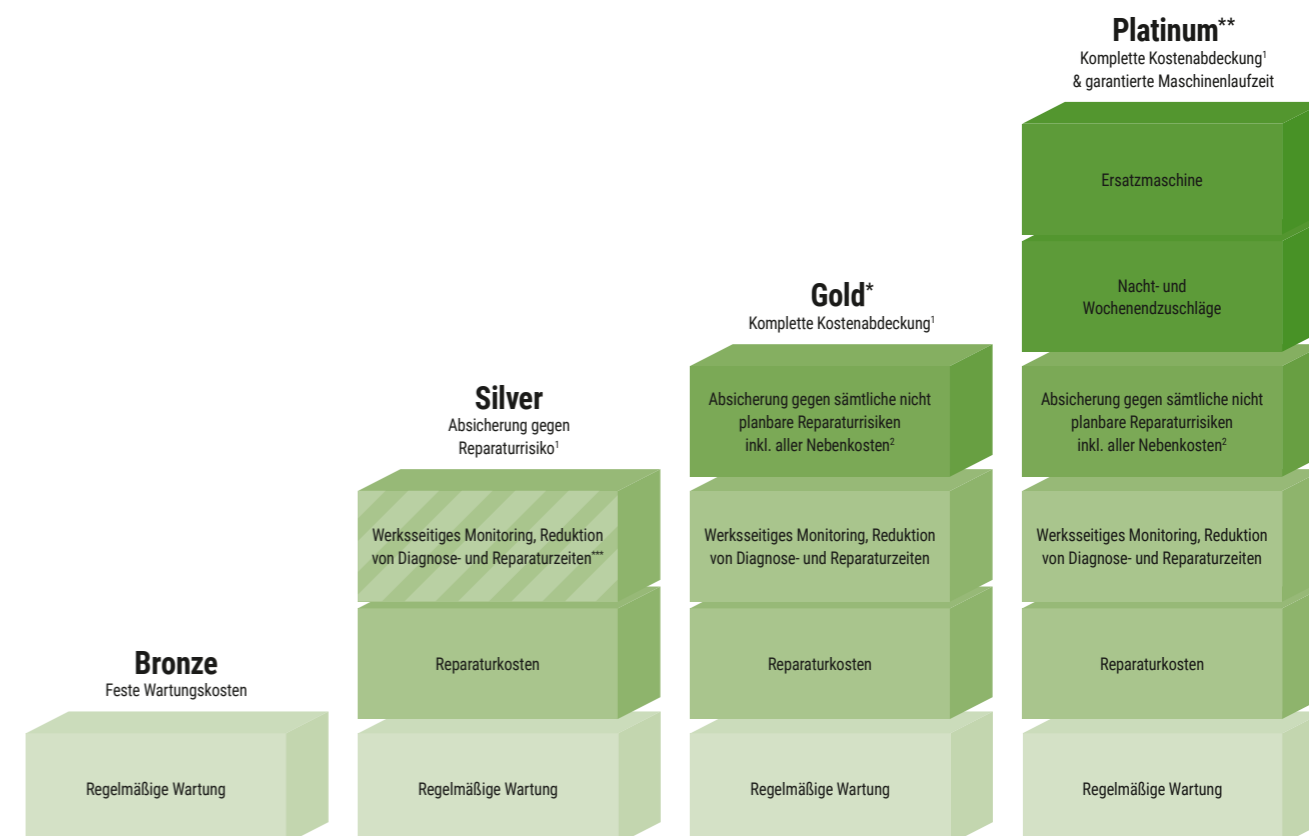 Platinum**
Komplette Kostenabdeckung¹
& garantierte Maschinenlaufzeit
Ersatzmaschine
Nacht- und
Wochenendzuschläge
Absicherung gegen sämtliche nicht
planbare Reparaturrisiken
inkl. aller Nebenkosten²
Werksseitiges Monitoring, Reduktion
von Diagnose- und Reparaturzeiten
Reparaturkosten
Regelmäßige Wartung
Gold*
Komplette Kostenabdeckung¹
Absicherung gegen sämtliche nicht
planbare Reparaturrisiken
inkl. aller Nebenkosten²
Werksseitiges Monitoring, Reduktion
von Diagnose- und Reparaturzeiten
Reparaturkosten
Regelmäßige Wartung
Silver
Absicherung gegen
Reparaturrisiko¹
Werksseitiges Monitoring, Reduktion
von Diagnose- und Reparaturzeiten***
Reparaturkosten
Regelmäßige Wartung
Bronze
Feste Wartungskosten
Regelmäßige Wartung